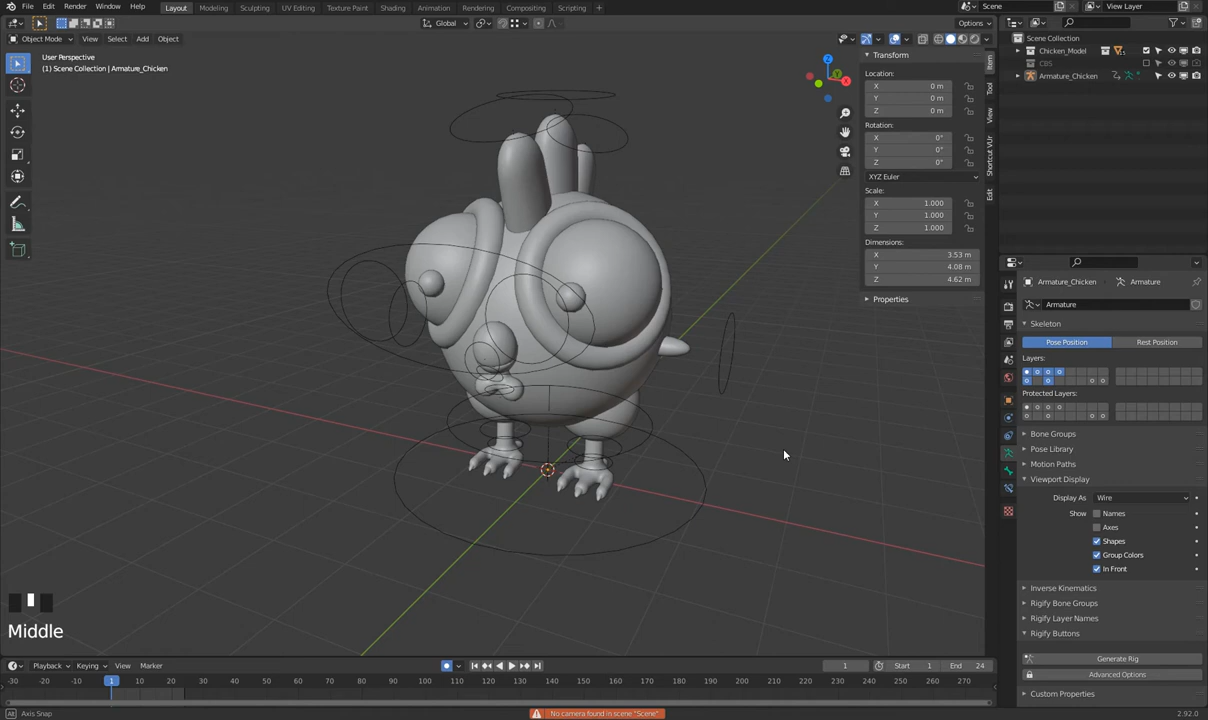 File Edit Render Window Help Layout Modeling Sculpting UV Editing Texture Paint Shading Animation Rendering Compositing Scripting + Scene View Layer
Global Options
Object Mode View Select Add Object
User Perspective
(1) Scene Collection | Armature_Chicken
Transform
Location:
X 0 m
Y 0 m
Z 0 m
Rotation:
X 0°
Y 0°
Z 0°
XYZ Euler
Scale:
X 1.000
Y 1.000
Z 1.000
Dimensions:
X 3.53 m
Y 4.08 m
Z 4.62 m
Properties
Item
Tool
View
Shortcut VUr
Edit
Z
Y
X
Scene Collection
Chicken_Model
CBS
Armature_Chicken
Armature_Chicken > Armature
Armature
Skeleton
Pose Position Rest Position
Layers:
Protected Layers:
Bone Groups
Pose Library
Motion Paths
Viewport Display
Display As Wire
Show Names
Axes
Shapes
Group Colors
In Front
Inverse Kinematics
Rigify Bone Groups
Rigify Layer Names
Rigify Buttons
Generate Rig
Advanced Options
Custom Properties
Middle
Playback Keying View Marker 1 Start 1 End 24
-30 -20 -10 1 20 30 40 50 60 70 80 90 100 110 120 130 140 150 160 170 180 190 200 210 220 230 240 250 260 270
Axis Snap No camera found in scene "Scene" 2.92.0